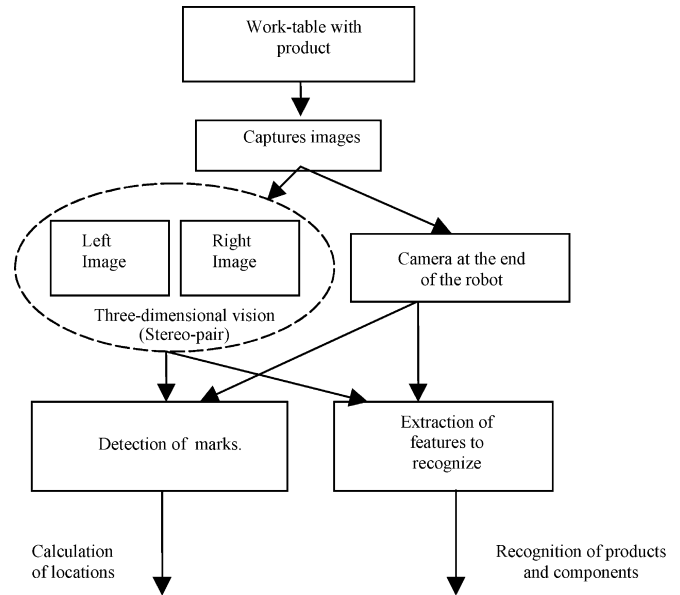 Work-table with
product
Captures images
Left
Image
Right
Image
Three-dimensional vision
(Stereo-pair)
Camera at the end
of the robot
Detection of marks.
Extraction of
features to
recognize
Calculation
of locations
Recognition of products
and components